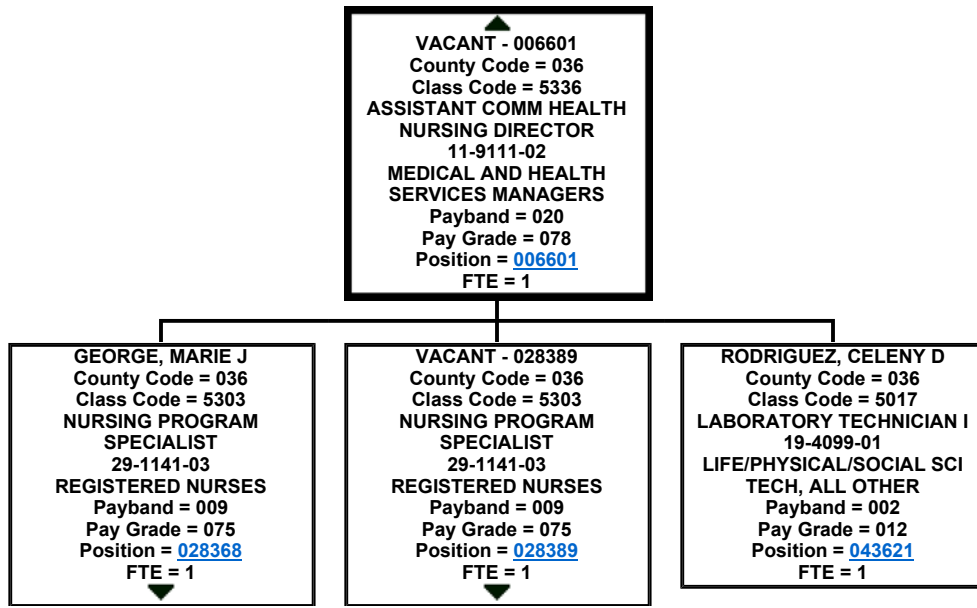 VACANT - 006601
County Code = 036
Class Code = 5336
ASSISTANT COMM HEALTH
NURSING DIRECTOR
11-9111-02
MEDICAL AND HEALTH
SERVICES MANAGERS
Payband = 020
Pay Grade = 078
Position = 006601
FTE = 1
GEORGE, MARIE J
County Code = 036
Class Code = 5303
NURSING PROGRAM
SPECIALIST
29-1141-03
REGISTERED NURSES
Payband = 009
Pay Grade = 075
Position = 028368
FTE = 1
VACANT - 028389
County Code = 036
Class Code = 5303
NURSING PROGRAM
SPECIALIST
29-1141-03
REGISTERED NURSES
Payband = 009
Pay Grade = 075
Position = 028389
FTE = 1
RODRIGUEZ, CELENY D
County Code = 036
Class Code = 5017
LABORATORY TECHNICIAN I
19-4099-01
LIFE/PHYSICAL/SOCIAL SCI
TECH, ALL OTHER
Payband = 002
Pay Grade = 012
Position = 043621
FTE = 1